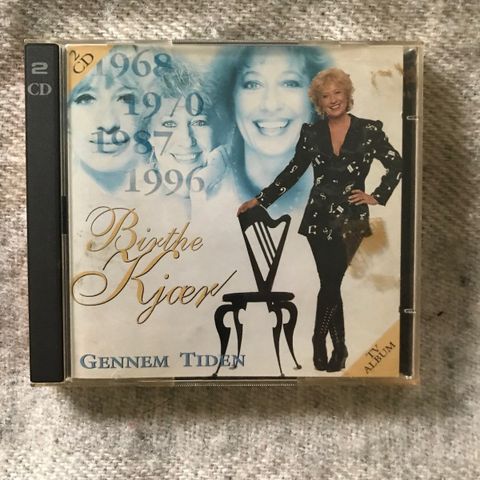 2
CD
2
CD
1968
1970
1987
1996
Birthe
Kjær
GENNEM TIDEN
TV
ALBUM